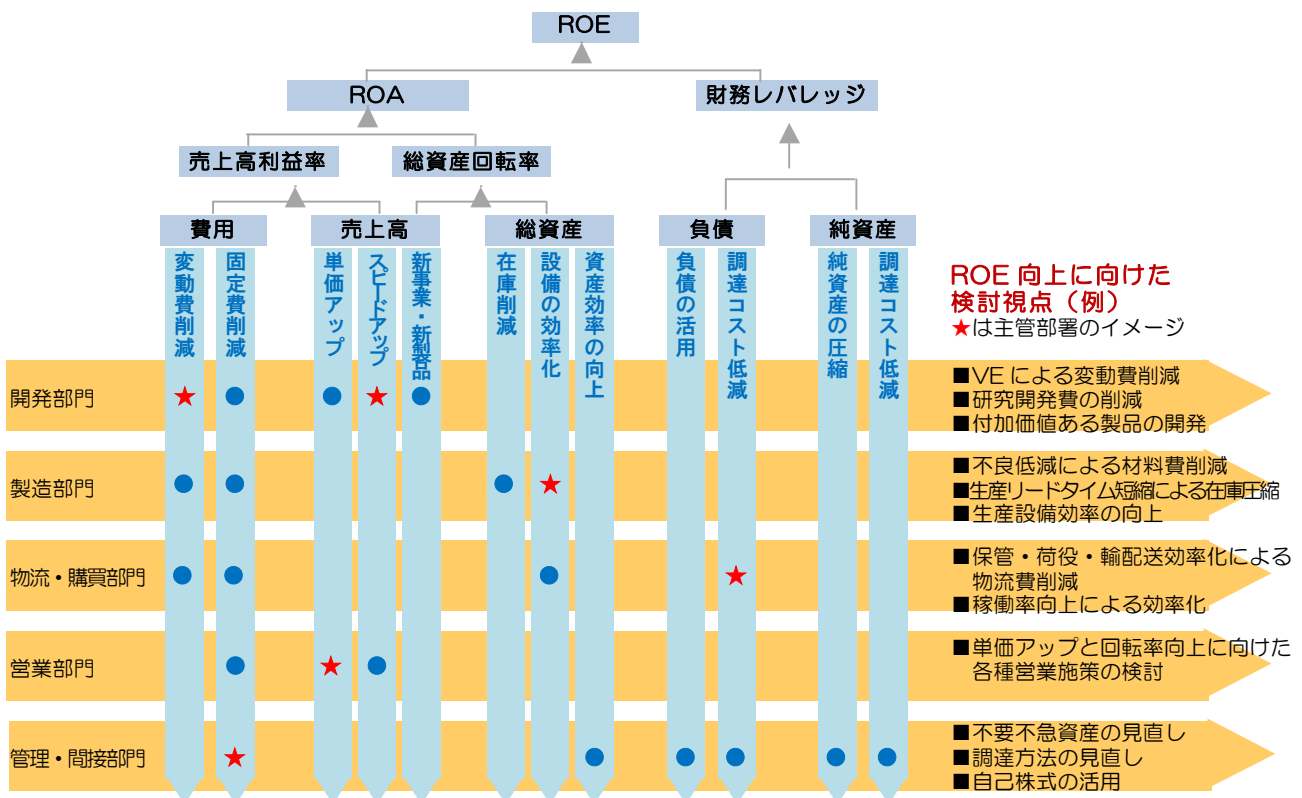 ROE
ROA
財務レバレッジ
売上高利益率
総資産回転率
費用
売上高
総資産
負債
純資産
変動費削減
固定費削減
単価アップ
スピードアップ
新事業・新製品
在庫削減
設備の効率化
資産効率の向上
負債の活用
調達コスト低減
純資産の圧縮
調達コスト低減
ROE 向上に向けた
検討視点（例）
★は主管部署のイメージ
開発部門
■VE による変動費削減
■研究開発費の削減
■付加価値ある製品の開発
製造部門
■不良低減による材料費削減
■生産リードタイム短縮による在庫圧縮
■生産設備効率の向上
物流・購買部門
■保管・荷役・輸配送効率化による
物流費削減
■稼働率向上による効率化
営業部門
■単価アップと回転率向上に向けた
各種営業施策の検討
管理・間接部門
■不要不急資産の見直し
■調達方法の見直し
■自己株式の活用